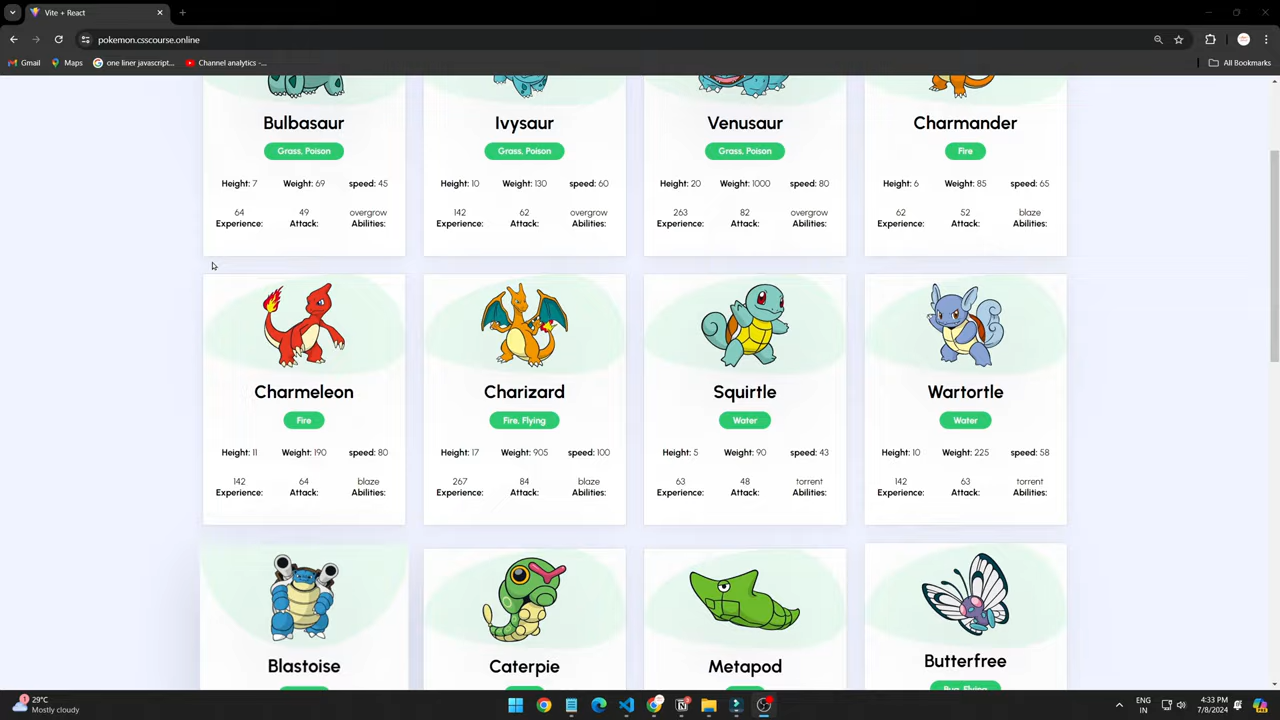 Vite + React
pokemon.csscourse.online
Gmail
Maps
one liner javascript...
Channel analytics -...
All Bookmarks
Bulbasaur
Ivysaur
Venusaur
Charmander
Grass, Poison
Grass, Poison
Grass, Poison
Fire
Height: 7 Weight: 69 speed: 45
Height: 10 Weight: 130 speed: 60
Height: 20 Weight: 1000 speed: 80
Height: 6 Weight: 85 speed: 65
64 49 overgrow
Experience: Attack: Abilities:
142 62 overgrow
Experience: Attack: Abilities:
263 82 overgrow
Experience: Attack: Abilities:
62 52 blaze
Experience: Attack: Abilities:
Charmeleon
Charizard
Squirtle
Wartortle
Fire
Fire, Flying
Water
Water
Height: 11 Weight: 190 speed: 80
Height: 17 Weight: 905 speed: 100
Height: 5 Weight: 90 speed: 43
Height: 10 Weight: 225 speed: 58
142 64 blaze
Experience: Attack: Abilities:
267 84 blaze
Experience: Attack: Abilities:
63 48 torrent
Experience: Attack: Abilities:
142 63 torrent
Experience: Attack: Abilities:
Blastoise
Caterpie
Metapod
Butterfree
Bug, Flying
1
29°C
Mostly cloudy
ENG
IN
4:33 PM
7/8/2024